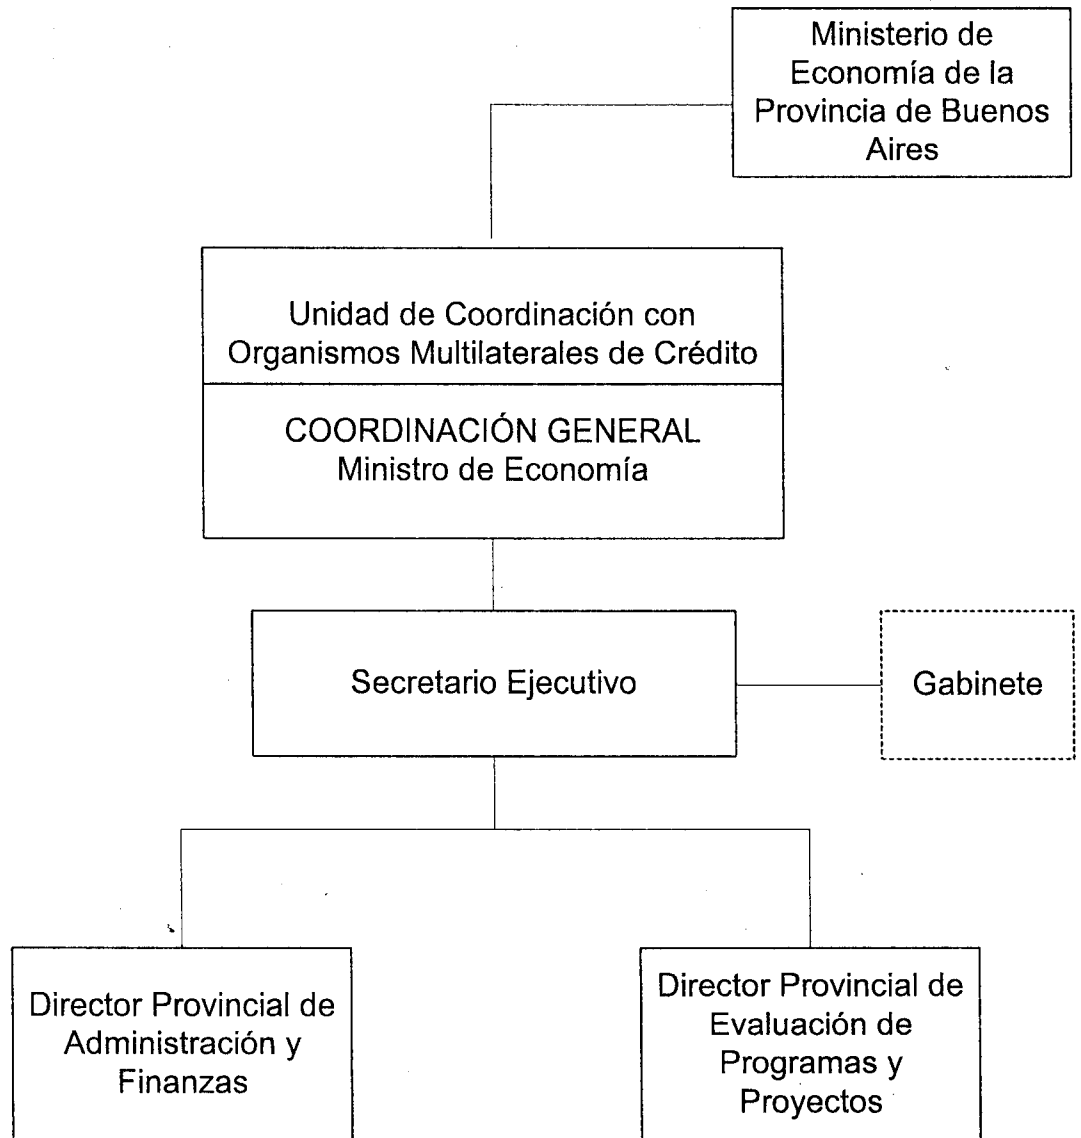 Ministerio de
Economía de la
Provincia de Buenos
Aires
Unidad de Coordinación con
Organismos Multilaterales de Crédito
COORDINACIÓN GENERAL
Ministro de Economía
Secretario Ejecutivo
Gabinete
Director Provincial de
Administración y
Finanzas
Director Provincial de
Evaluación de
Programas y
Proyectos